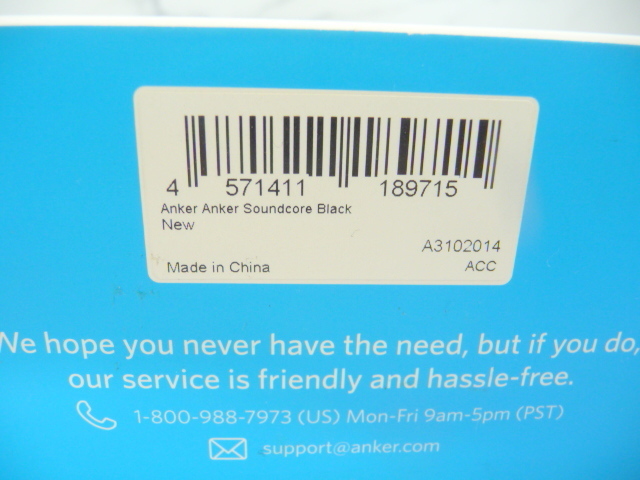 4 571411 189715
Anker Anker Soundcore Black
New
A3102014
Made in China
ACC
We hope you never have the need, but if you do,
our service is friendly and hassle-free.
1-800-988-7973 (US) Mon-Fri 9am-5pm (PST)
support@anker.com